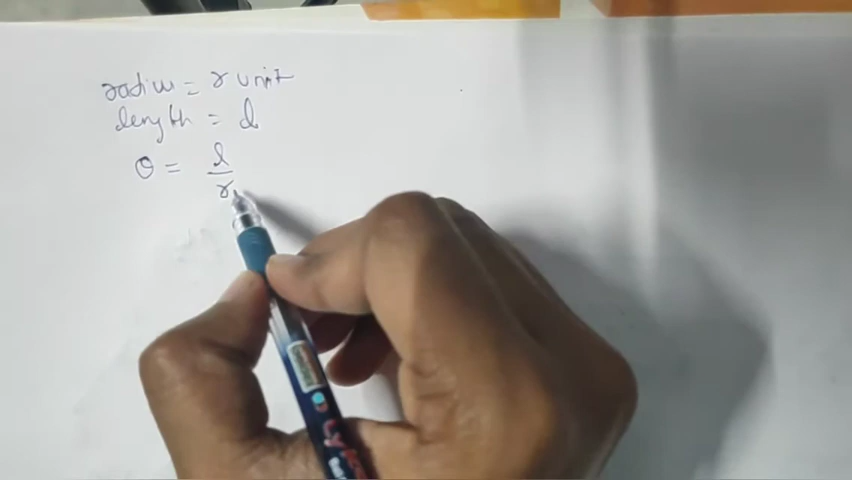 radius = r unit
length = l
θ = l/r